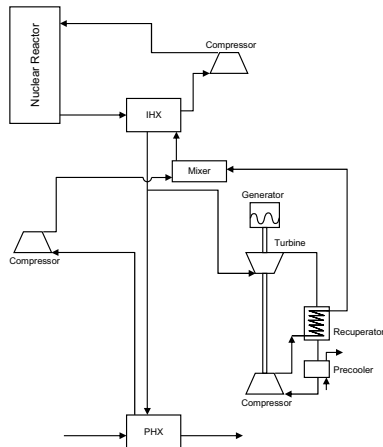 Nuclear Reactor
Compressor
IHX
Mixer
Generator
Turbine
Compressor
Recuperator
Precooler
Compressor
PHX